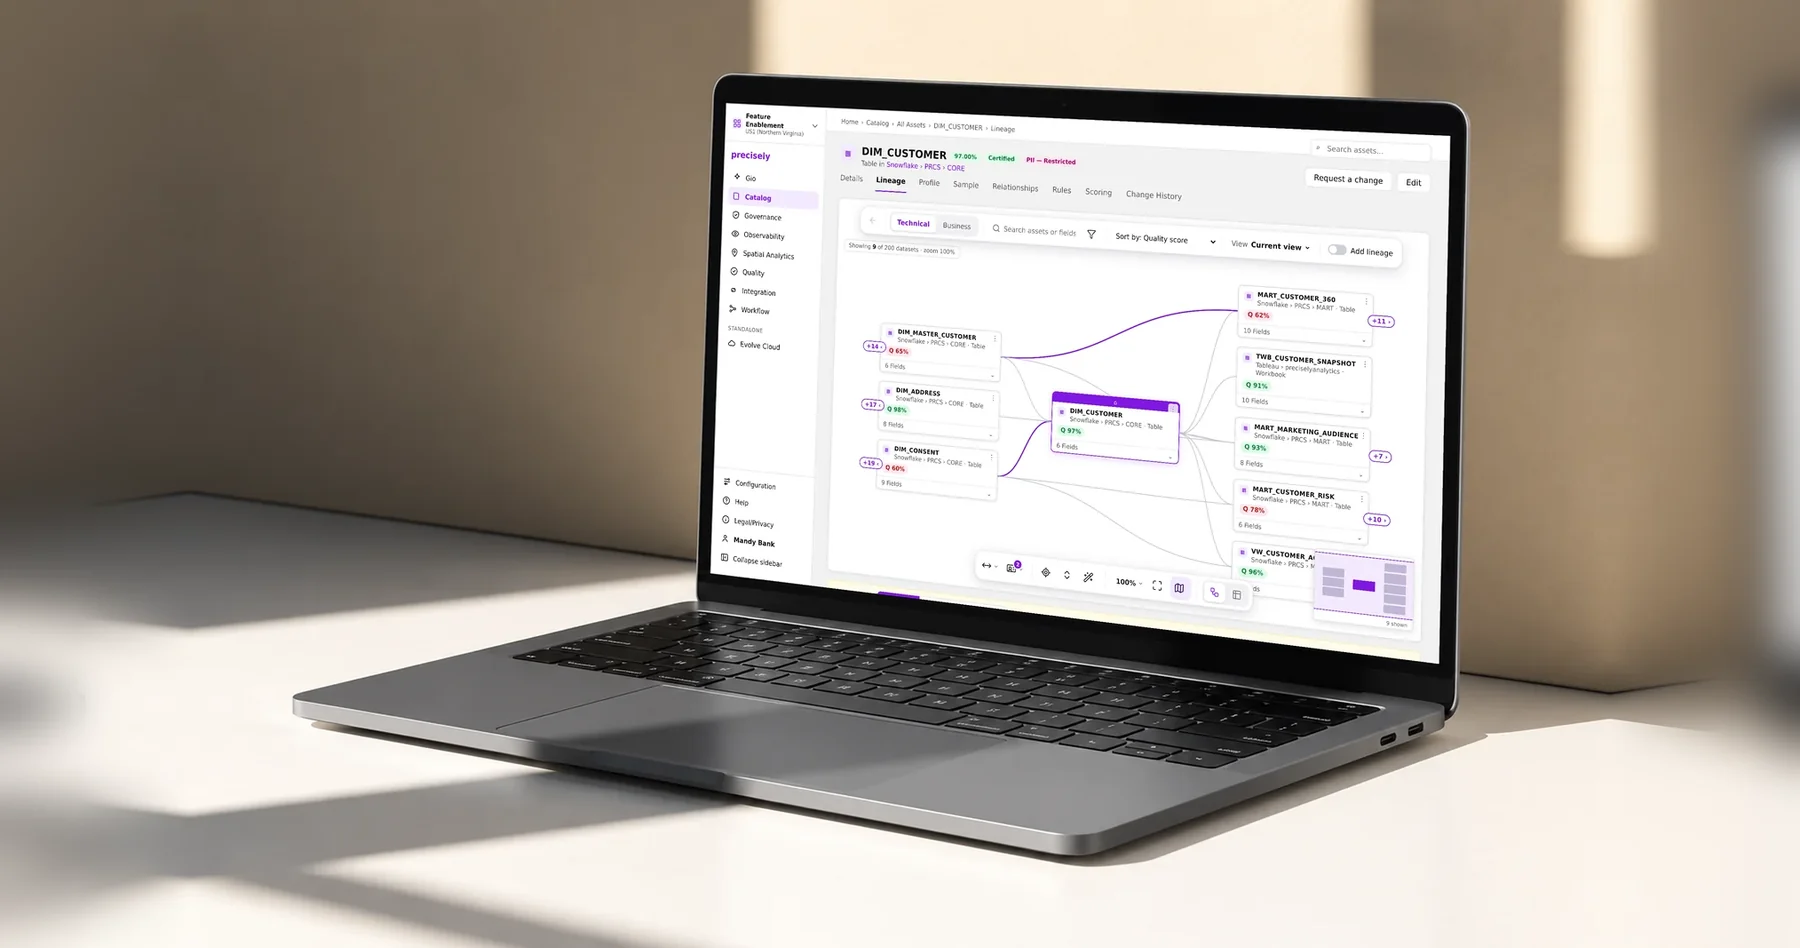 Feature
Enablement
US1 (Northern Virginia)
precisely
Gio
Catalog
Governance
Observability
Spatial Analytics
Quality
Integration
Workflow
STANDALONE
Evolve Cloud
Configuration
Help
Legal/Privacy
Mandy Bank
Collapse sidebar
Home › Catalog › All Assets › DIM_CUSTOMER › Lineage
Search assets...
DIM_CUSTOMER 97.00% Certified PII — Restricted
Table in Snowflake › PRCS › CORE
Request a change Edit
Details Lineage Profile Sample Relationships Rules Scoring Change History
Technical Business Search assets or fields Sort by: Quality score View Current view Add lineage
Showing 9 of 200 datasets · zoom 100%
DIM_MASTER_CUSTOMER
Snowflake › PRCS › CORE · Table
+14 ›
Q 65%
6 Fields
DIM_ADDRESS
Snowflake › PRCS › CORE · Table
+17 ›
Q 98%
8 Fields
DIM_CONSENT
Snowflake › PRCS › CORE · Table
+19 ›
Q 60%
9 Fields
DIM_CUSTOMER
Snowflake › PRCS › CORE · Table
Q 97%
6 Fields
MART_CUSTOMER_360
Snowflake › PRCS › MART · Table
Q 62%
+11 ›
10 Fields
TWB_CUSTOMER_SNAPSHOT
Tableau › preciselyanalytics ·
Workbook
Q 91%
10 Fields
MART_MARKETING_AUDIENCE
Snowflake › PRCS › MART · Table
Q 93%
+7 ›
8 Fields
MART_CUSTOMER_RISK
Snowflake › PRCS › MART · Table
Q 78%
+10 ›
6 Fields
VW_CUSTOMER_A
Snowflake › PRCS › M
Q 96%
ds
2
100%
9 shown